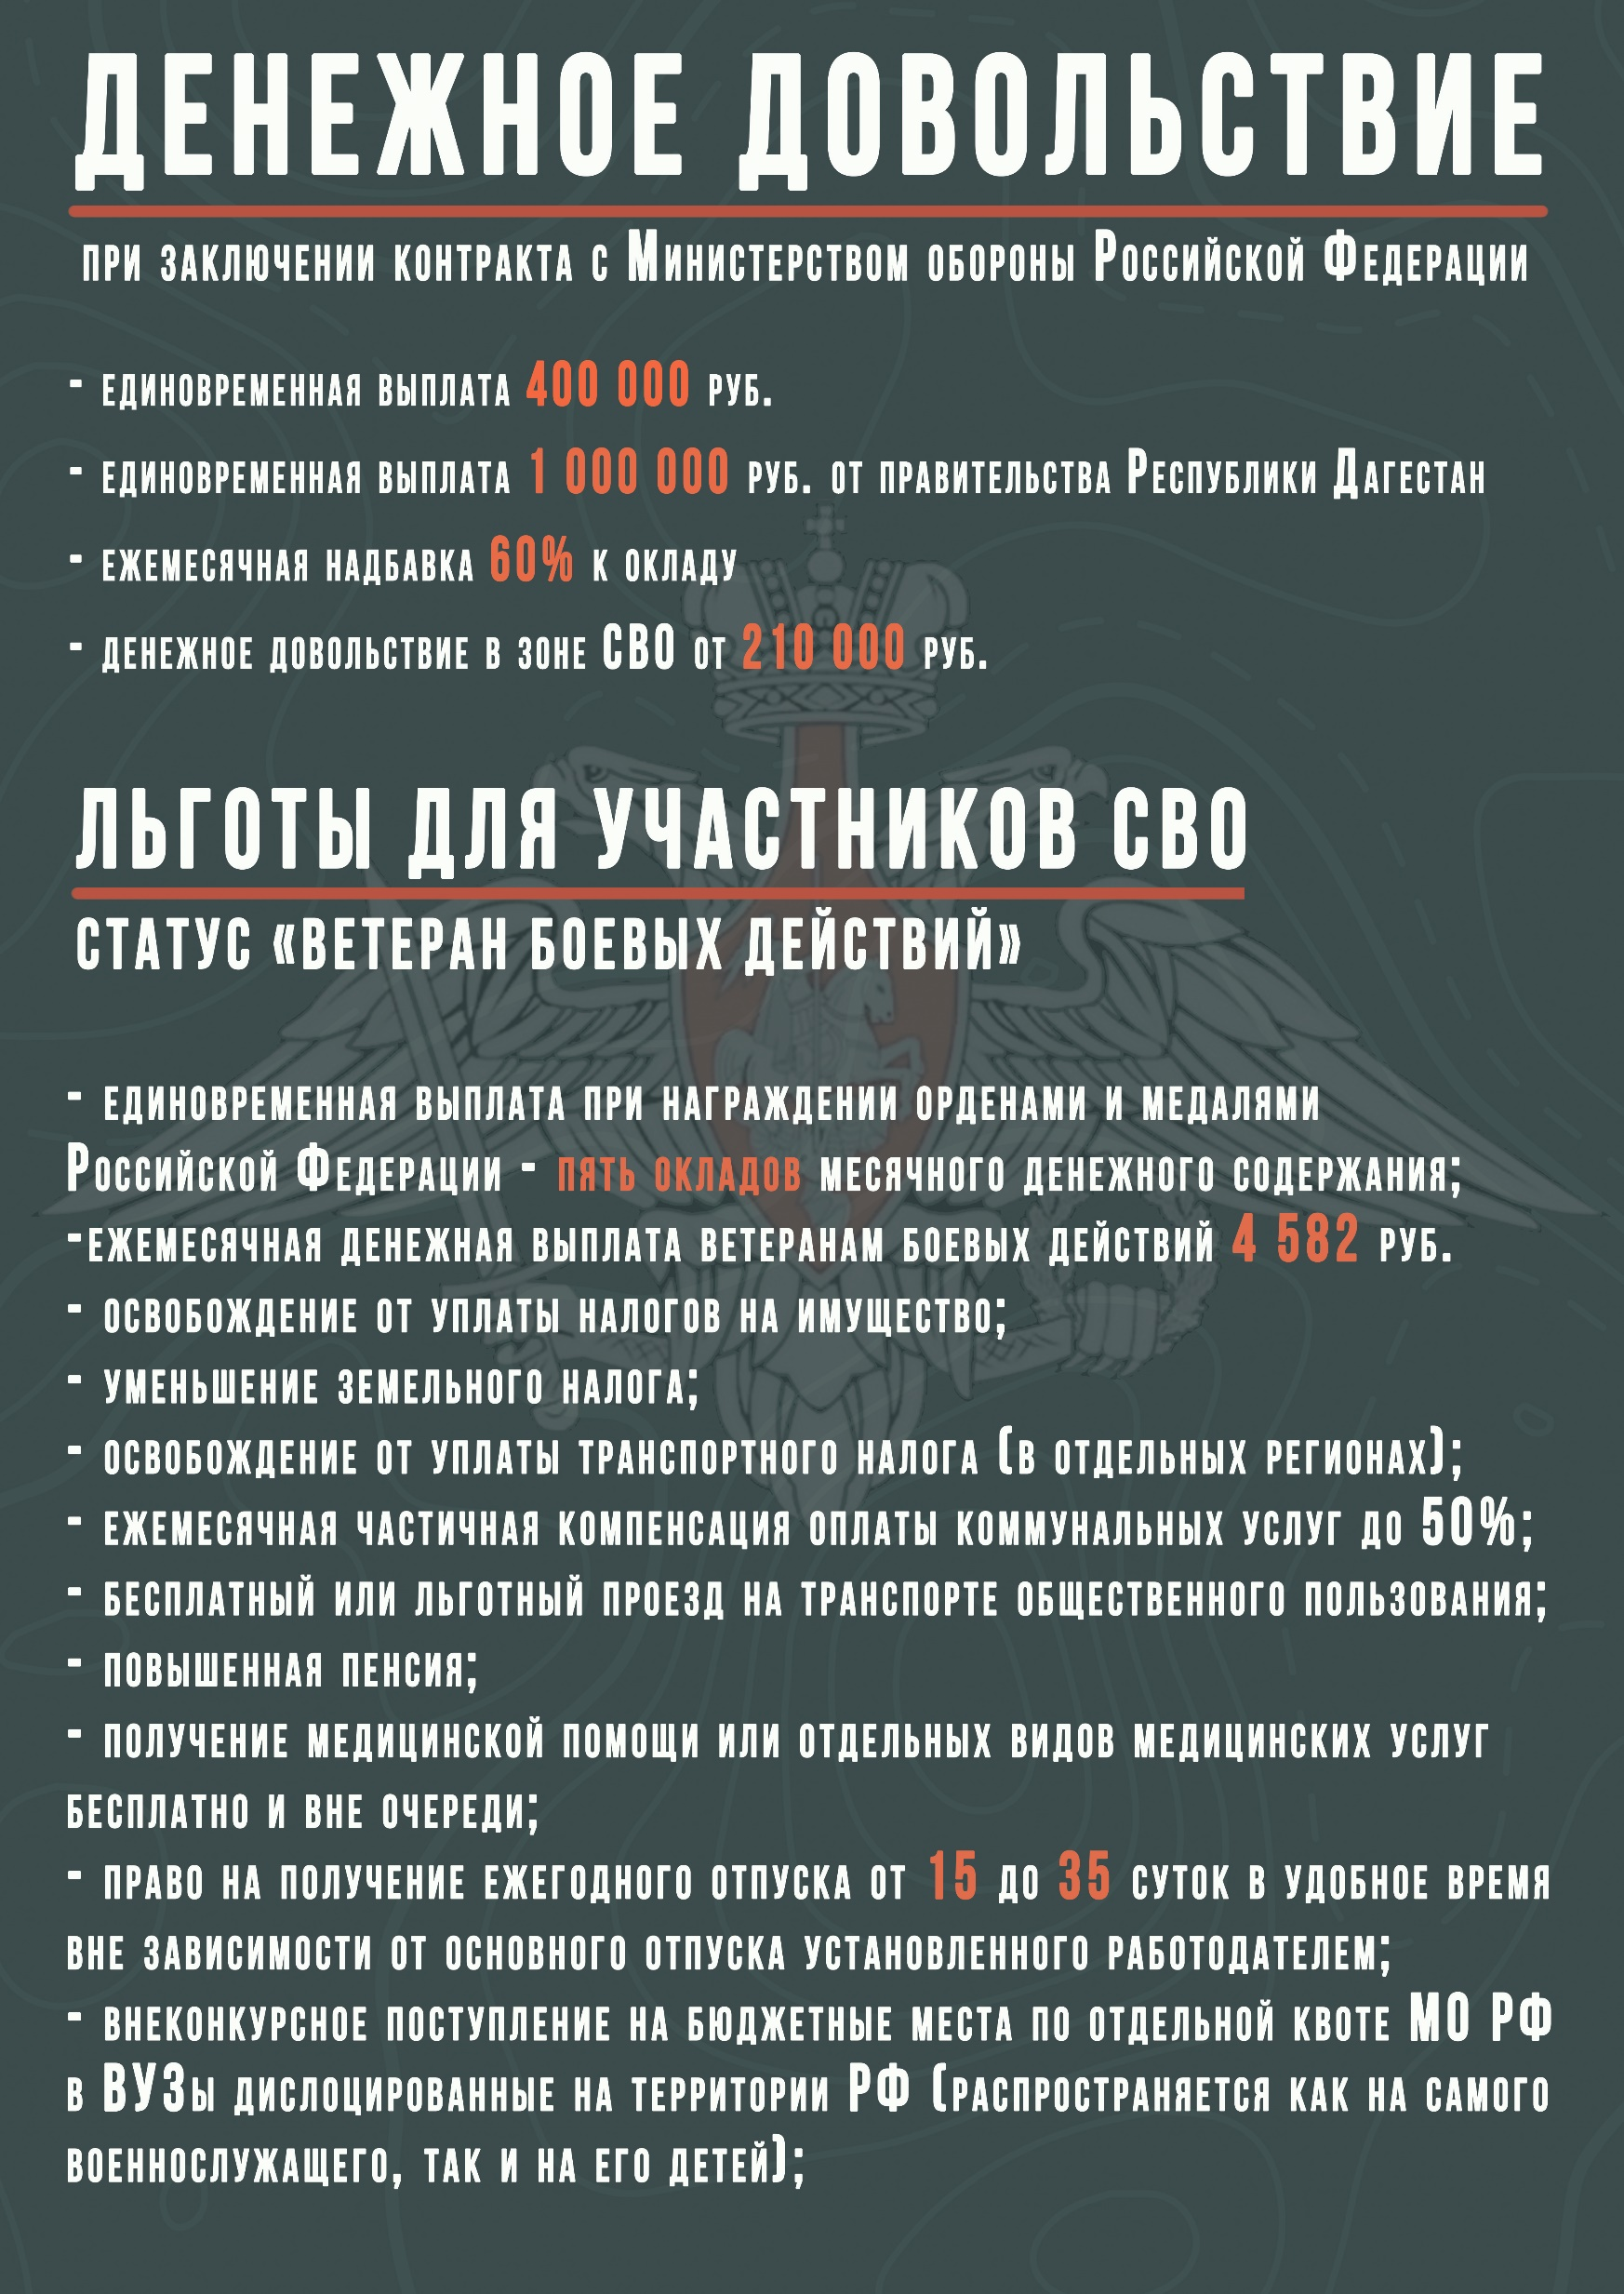 ДЕНЕЖНОЕ ДОВОЛЬСТВИЕ
при заключении контракта с Министерством обороны Российской Федерации
- единовременная выплата 400 000 руб.
- единовременная выплата 1 000 000 руб. от правительства Республики Дагестан
- ежемесячная надбавка 60% к окладу
- денежное довольствие в зоне СВО от 210 000 руб.
ЛЬГОТЫ ДЛЯ УЧАСТНИКОВ СВО
СТАТУС «ВЕТЕРАН БОЕВЫХ ДЕЙСТВИЙ»
- единовременная выплата при награждении орденами и медалями
Российской Федерации - пять окладов месячного денежного содержания;
-ежемесячная денежная выплата ветеранам боевых действий 4 582 руб.
- освобождение от уплаты налогов на имущество;
- уменьшение земельного налога;
- освобождение от уплаты транспортного налога (в отдельных регионах);
- ежемесячная частичная компенсация оплаты коммунальных услуг до 50%;
- бесплатный или льготный проезд на транспорте общественного пользования;
- повышенная пенсия;
- получение медицинской помощи или отдельных видов медицинских услуг
бесплатно и вне очереди;
- право на получение ежегодного отпуска от 15 до 35 суток в удобное время
вне зависимости от основного отпуска установленного работодателем;
- внеконкурсное поступление на бюджетные места по отдельной квоте МО РФ
в ВУЗы дислоцированные на территории РФ (распространяется как на самого
военнослужащего, так и на его детей);